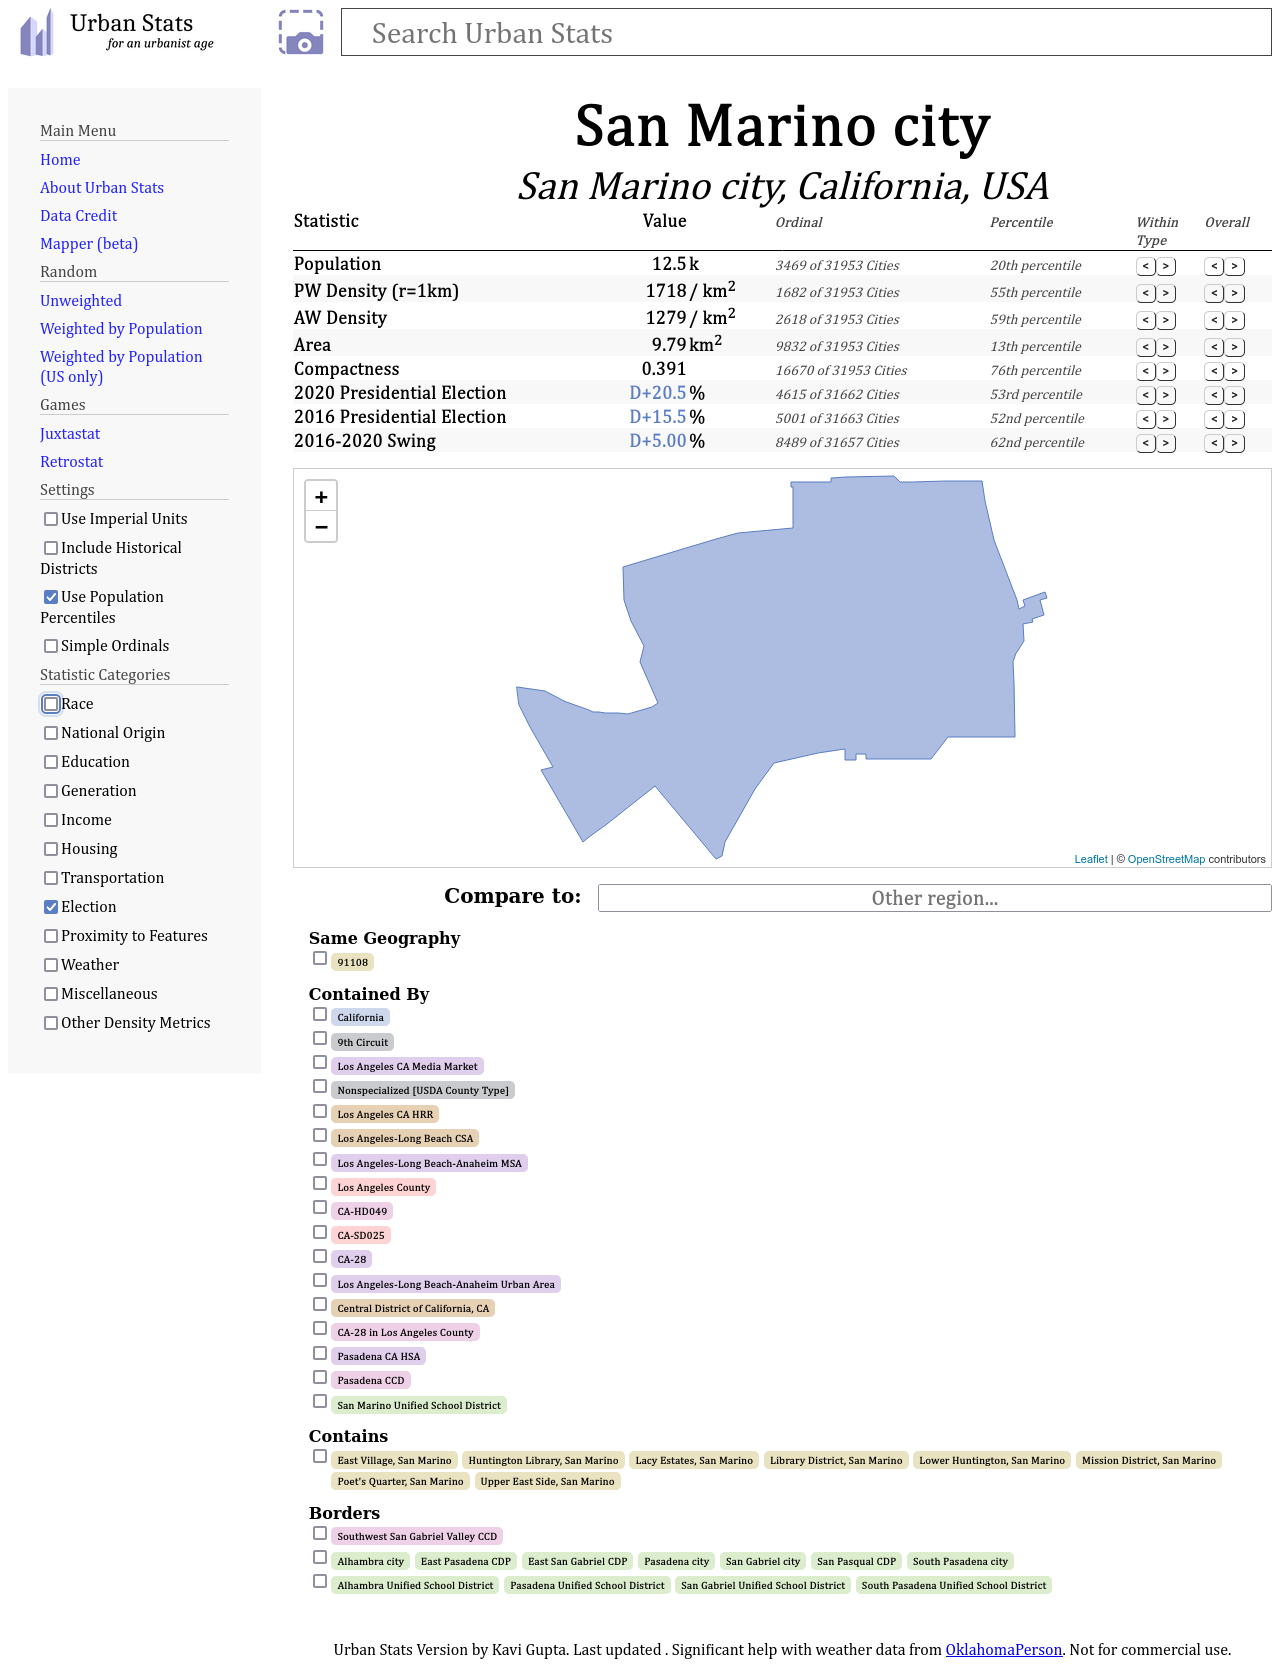 Urban Stats
for an urbanist age
Search Urban Stats
Main Menu
Home
About Urban Stats
Data Credit
Mapper (beta)
Random
Unweighted
Weighted by Population
Weighted by Population
(US only)
Games
Juxtastat
Retrostat
Settings
Use Imperial Units
Include Historical
Districts
Use Population
Percentiles
Simple Ordinals
Statistic Categories
Race
National Origin
Education
Generation
Income
Housing
Transportation
Election
Proximity to Features
Weather
Miscellaneous
Other Density Metrics
San Marino city
San Marino city, California, USA
Statistic Value Ordinal Percentile Within Type Overall
Population 12.5 k 3469 of 31953 Cities 20th percentile < > < >
PW Density (r=1km) 1718 / km² 1682 of 31953 Cities 55th percentile < > < >
AW Density 1279 / km² 2618 of 31953 Cities 59th percentile < > < >
Area 9.79 km² 9832 of 31953 Cities 13th percentile < > < >
Compactness 0.391 16670 of 31953 Cities 76th percentile < > < >
2020 Presidential Election D+20.5 % 4615 of 31662 Cities 53rd percentile < > < >
2016 Presidential Election D+15.5 % 5001 of 31663 Cities 52nd percentile < > < >
2016-2020 Swing D+5.00 % 8489 of 31657 Cities 62nd percentile < > < >
+
−
Leaflet | © OpenStreetMap contributors
Compare to: Other region...
Same Geography
91108
Contained By
California
9th Circuit
Los Angeles CA Media Market
Nonspecialized [USDA County Type]
Los Angeles CA HRR
Los Angeles-Long Beach CSA
Los Angeles-Long Beach-Anaheim MSA
Los Angeles County
CA-HD049
CA-SD025
CA-28
Los Angeles-Long Beach-Anaheim Urban Area
Central District of California, CA
CA-28 in Los Angeles County
Pasadena CA HSA
Pasadena CCD
San Marino Unified School District
Contains
East Village, San Marino Huntington Library, San Marino Lacy Estates, San Marino Library District, San Marino Lower Huntington, San Marino Mission District, San Marino
Poet's Quarter, San Marino Upper East Side, San Marino
Borders
Southwest San Gabriel Valley CCD
Alhambra city East Pasadena CDP East San Gabriel CDP Pasadena city San Gabriel city San Pasqual CDP South Pasadena city
Alhambra Unified School District Pasadena Unified School District San Gabriel Unified School District South Pasadena Unified School District
Urban Stats Version by Kavi Gupta. Last updated . Significant help with weather data from OklahomaPerson. Not for commercial use.